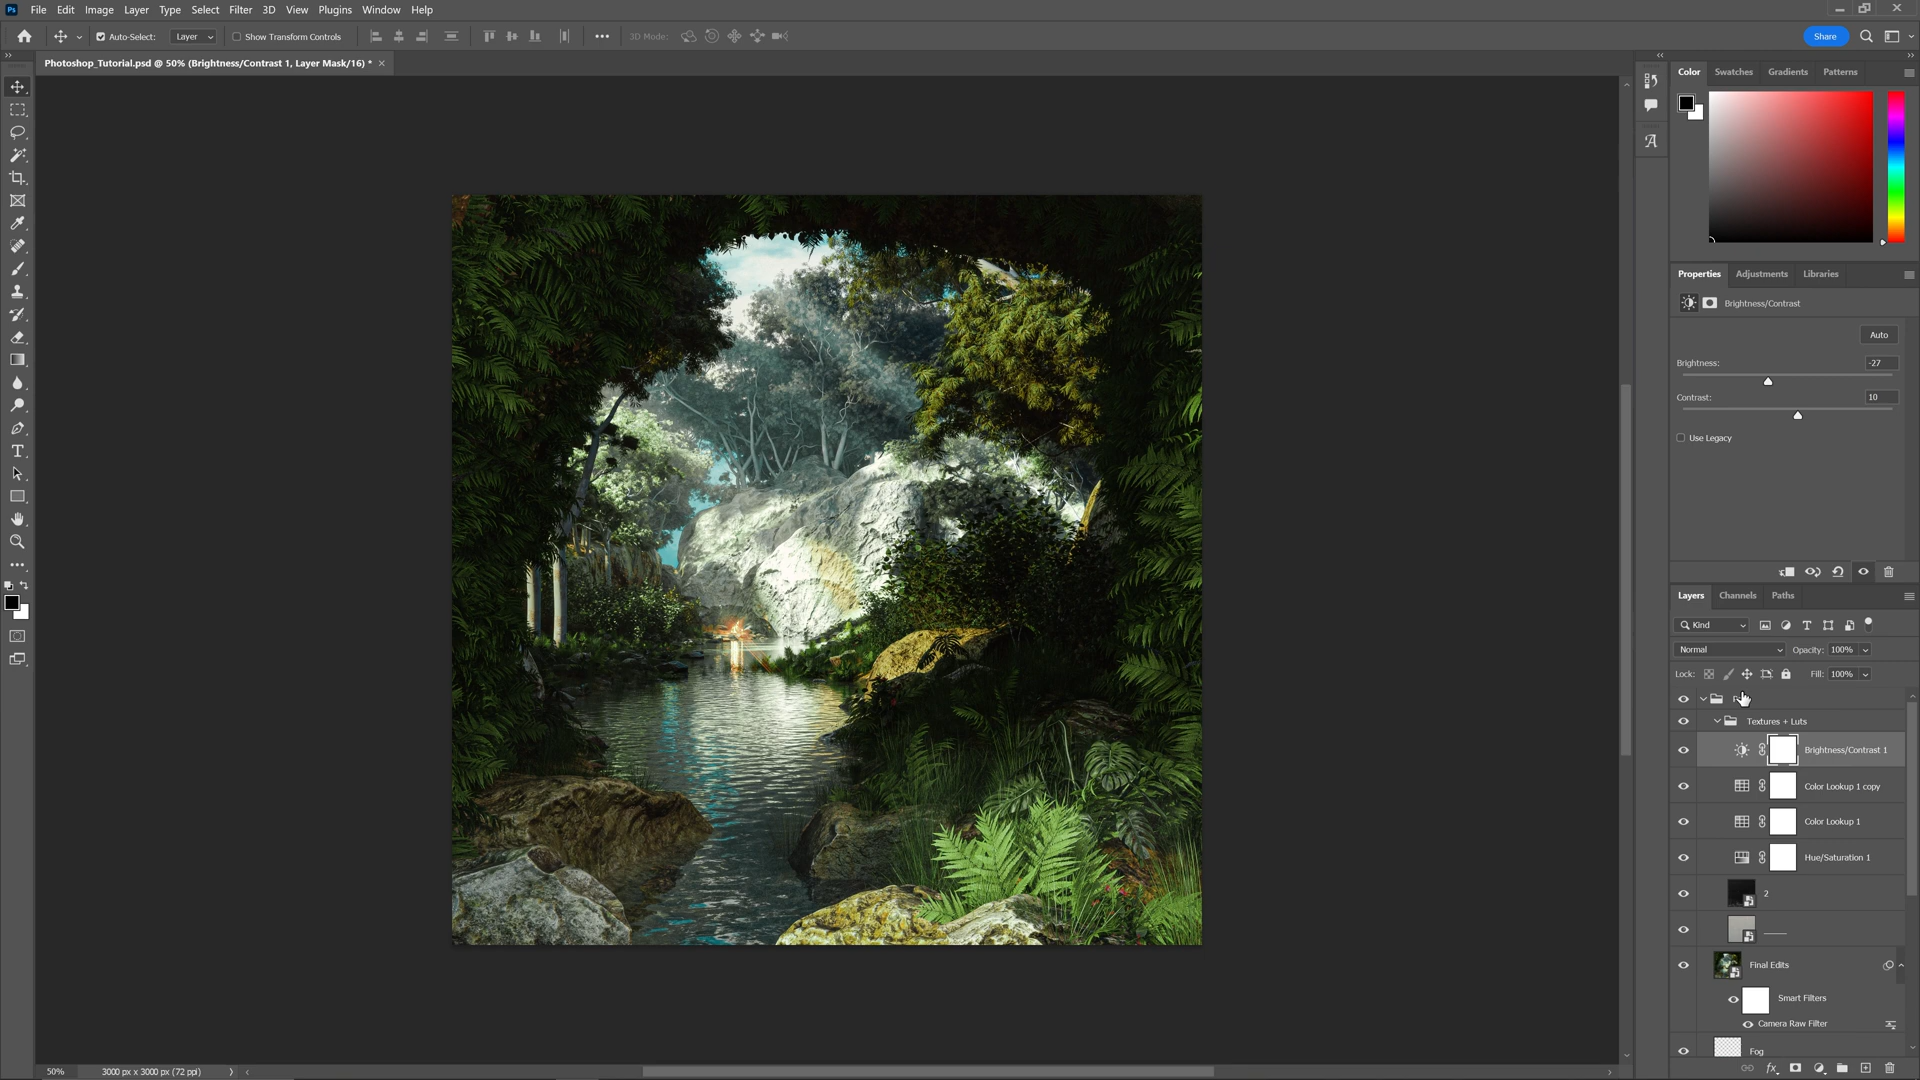 Ps File Edit Image Layer Type Select Filter 3D View Plugins Window Help
Auto-Select: Layer Show Transform Controls 3D Mode: Share
Photoshop_Tutorial.psd @ 50% (Brightness/Contrast 1, Layer Mask/16) *
Color Swatches Gradients Patterns
Properties Adjustments Libraries
Brightness/Contrast
Auto
Brightness: -27
Contrast: 10
Use Legacy
Layers Channels Paths
Kind
Normal Opacity: 100%
Lock: Fill: 100%
Textures + Luts
Brightness/Contrast 1
Color Lookup 1 copy
Color Lookup 1
Hue/Saturation 1
2
Final Edits
Smart Filters
Camera Raw Filter
Fog
fx
50% 3000 px x 3000 px (72 ppi)